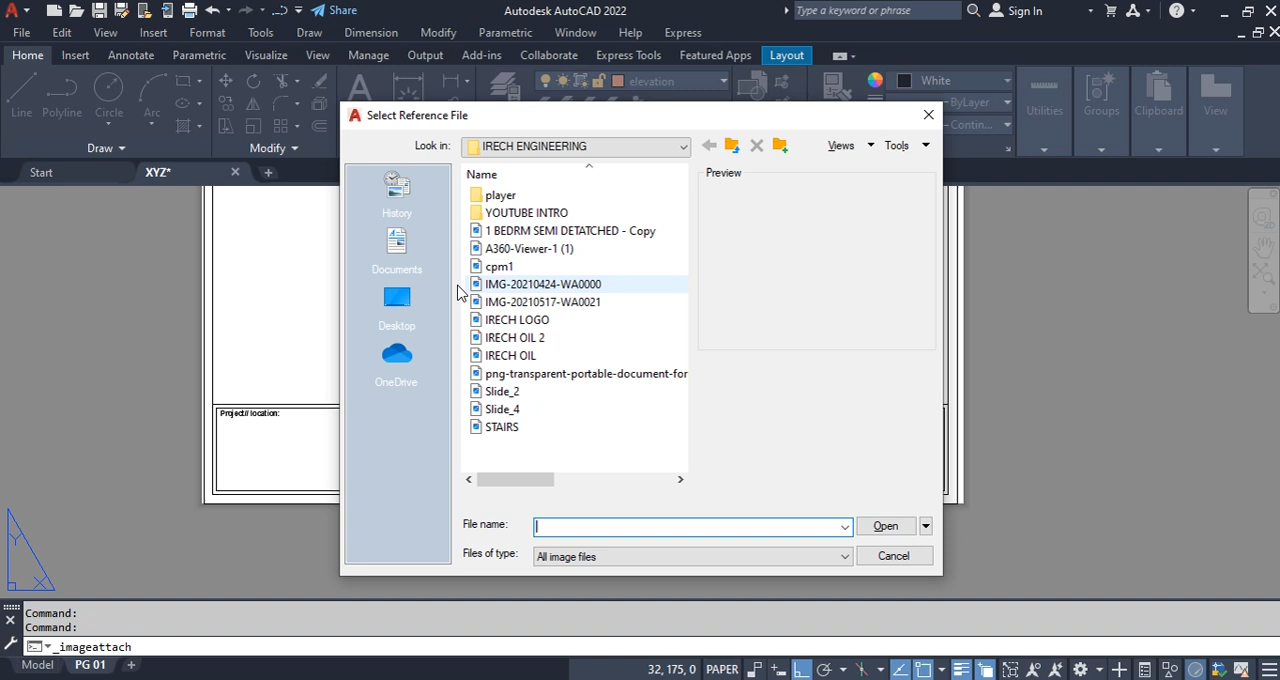 Share
Autodesk AutoCAD 2022
Type a keyword or phrase
Sign In
File Edit View Insert Format Tools Draw Dimension Modify Parametric Window Help Express
Home Insert Annotate Parametric Visualize View Manage Output Add-ins Collaborate Express Tools Featured Apps Layout
Line Polyline Circle Arc
elevation
White
ByLayer
Contin...
Utilities Groups Clipboard View
Draw
Modify
Start XYZ*
Select Reference File
Look in: IRECH ENGINEERING
Views Tools
Name
Preview
History
Documents
Desktop
OneDrive
player
YOUTUBE INTRO
1 BEDRM SEMI DETATCHED - Copy
A360-Viewer-1 (1)
cpm1
IMG-20210424-WA0000
IMG-20210517-WA0021
IRECH LOGO
IRECH OIL 2
IRECH OIL
png-transparent-portable-document-for
Slide_2
Slide_4
STAIRS
File name:
Open
Files of type: All image files
Cancel
Project// location:
Y
X
Command:
Command:
_imageattach
Model PG 01
32, 175, 0 PAPER